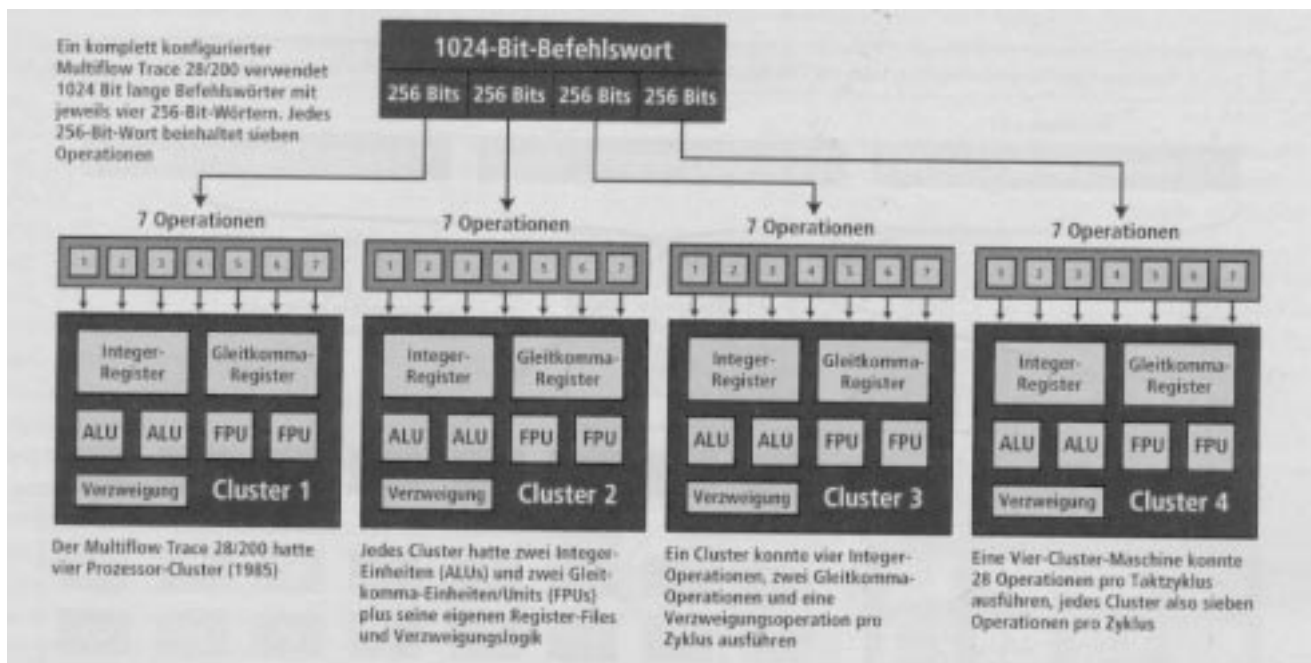 Ein komplett konfigurierter
Multiflow Trace 28/200 verwendet
1024 Bit lange Befehlswörter mit
jeweils vier 256-Bit-Wörtern. Jedes
256-Bit-Wort beinhaltet sieben
Operationen
1024-Bit-Befehlswort
256 Bits 256 Bits 256 Bits 256 Bits
7 Operationen
1 2 3 4 5 6 7
Integer-
Register
Gleitkomma-
Register
ALU ALU FPU FPU
Verzweigung Cluster 1
Der Multiflow Trace 28/200 hatte
vier Prozessor-Cluster (1985)
7 Operationen
1 2 3 4 5 6 7
Integer-
Register
Gleitkomma-
Register
ALU ALU FPU FPU
Verzweigung Cluster 2
Jedes Cluster hatte zwei Integer-
Einheiten (ALUs) und zwei Gleit-
komma-Einheiten/Units (FPUs)
plus seine eigenen Register-Files
und Verzweigungslogik
7 Operationen
1 2 3 4 5 6 7
Integer-
Register
Gleitkomma-
Register
ALU ALU FPU FPU
Verzweigung Cluster 3
Ein Cluster konnte vier Integer-
Operationen, zwei Gleitkomma-
Operationen und eine
Verzweigungsoperation pro
Zyklus ausführen
7 Operationen
1 2 3 4 5 6 7
Integer-
Register
Gleitkomma-
Register
ALU ALU FPU FPU
Verzweigung Cluster 4
Eine Vier-Cluster-Maschine konnte
28 Operationen pro Taktzyklus
ausführen, jedes Cluster also sieben
Operationen pro Zyklus